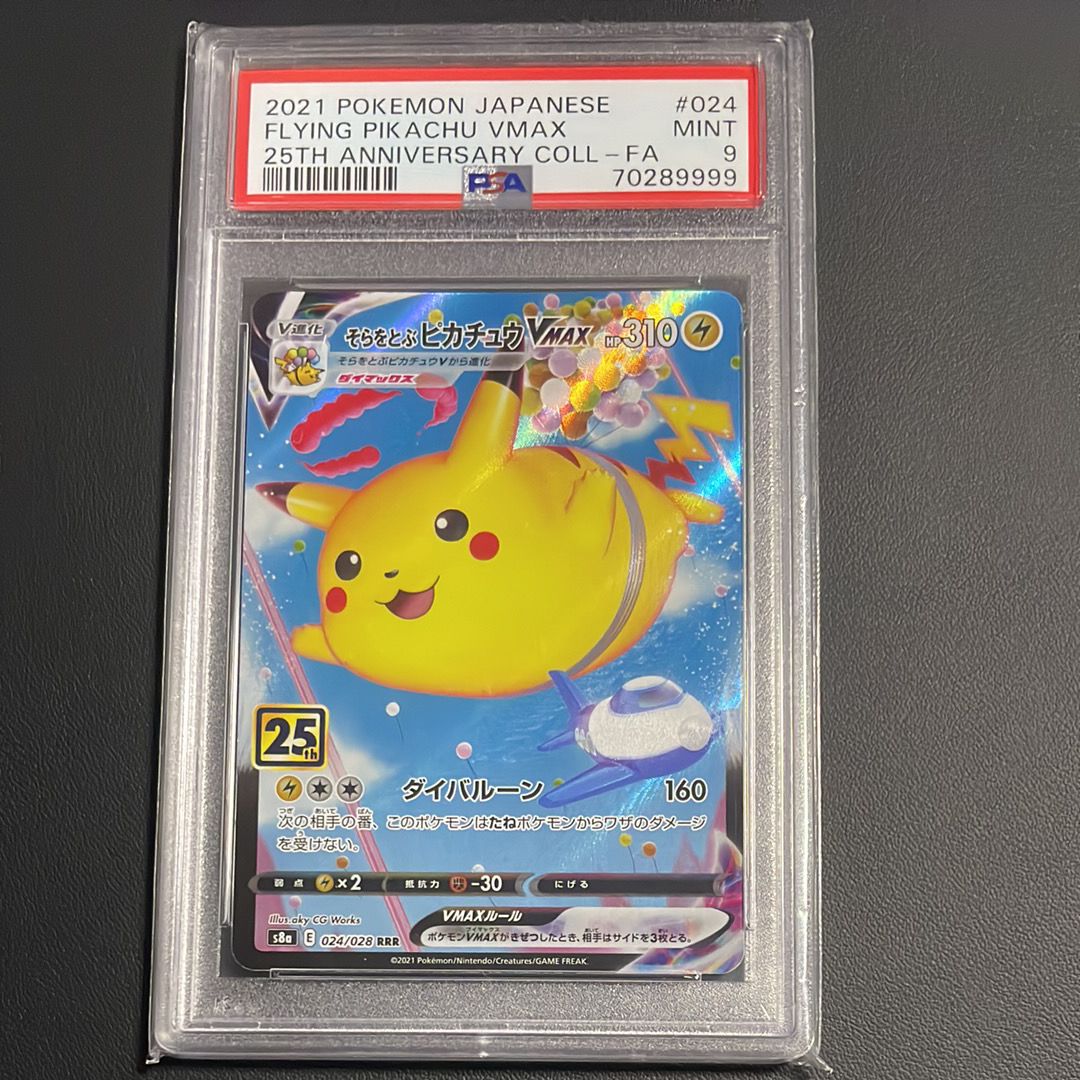 2021 POKEMON JAPANESE #024
FLYING PIKACHU VMAX MINT
25TH ANNIVERSARY COLL-FA 9
PSA 70289999
V進化 そらをとぶピカチュウVMAX HP310
そらをとぶピカチュウVから進化
ダイマックス
25th
ダイバルーン 160
次の相手の番、このポケモンはたねポケモンからワザのダメージ
を受けない。
弱点 ×2 抵抗力 -30 にげる
Illus. aky CG Works
VMAXルール
s8a E 024/028 RRR
ポケモンVMAXがきぜつしたとき、相手はサイドを3枚とる。
©2021 Pokémon/Nintendo/Creatures/GAME FREAK.